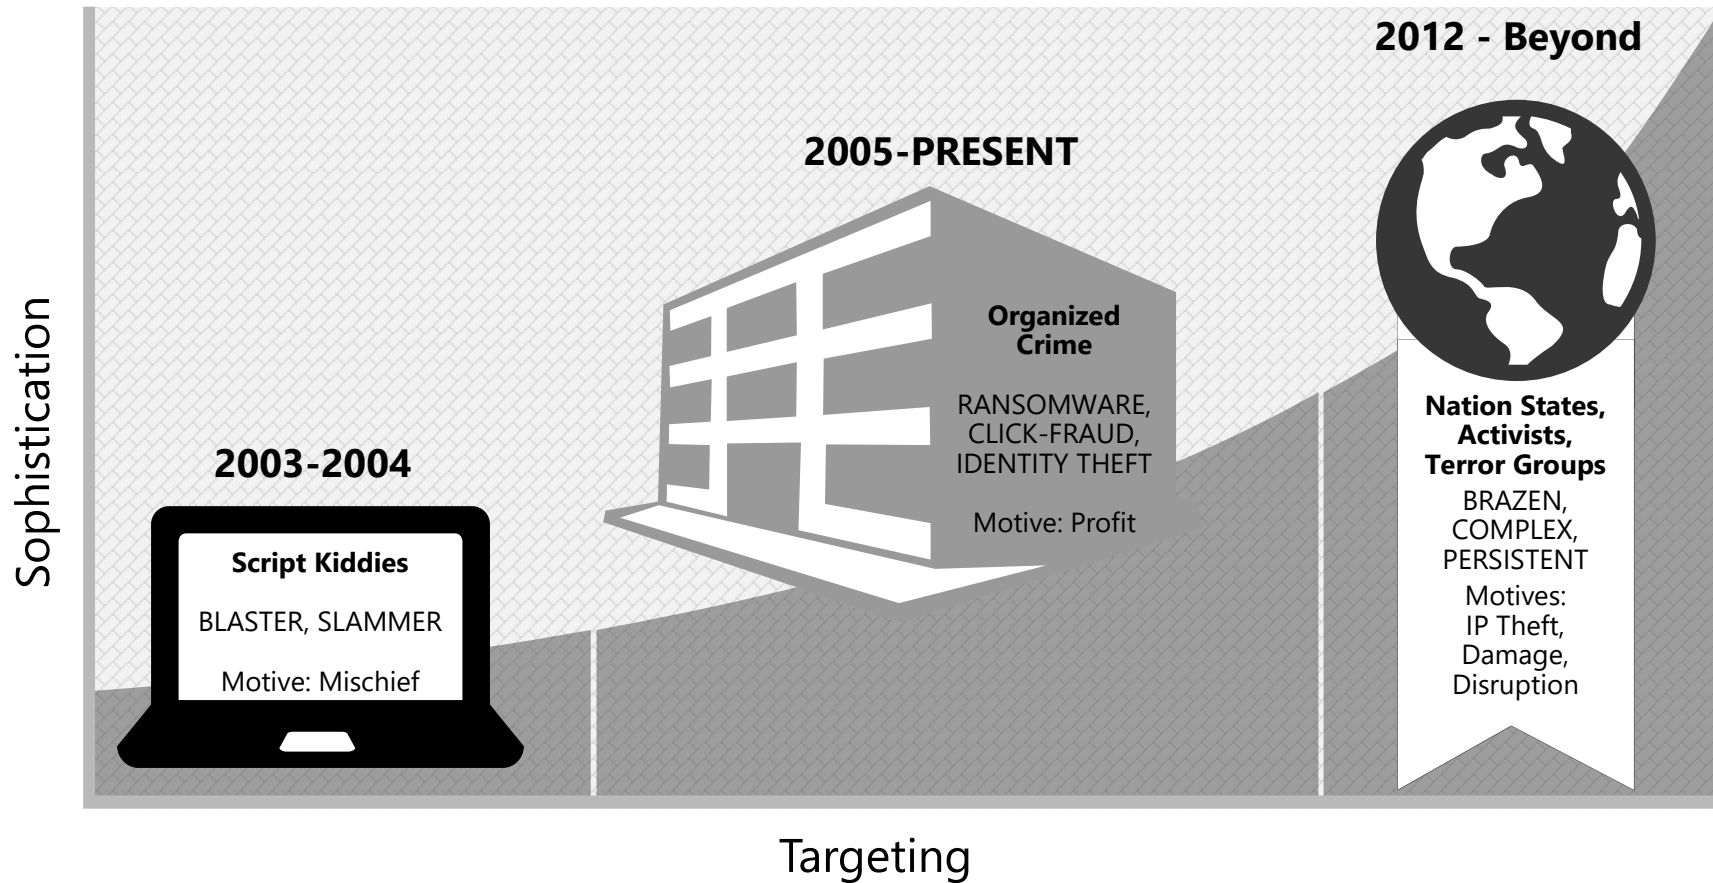 2012 - Beyond
2005-PRESENT
Organized
Crime
RANSOMWARE,
CLICK-FRAUD,
IDENTITY THEFT
Motive: Profit
Nation States,
Activists,
Terror Groups
BRAZEN,
COMPLEX,
PERSISTENT
Motives:
IP Theft,
Damage,
Disruption
2003-2004
Script Kiddies
BLASTER, SLAMMER
Motive: Mischief
Sophistication
Targeting